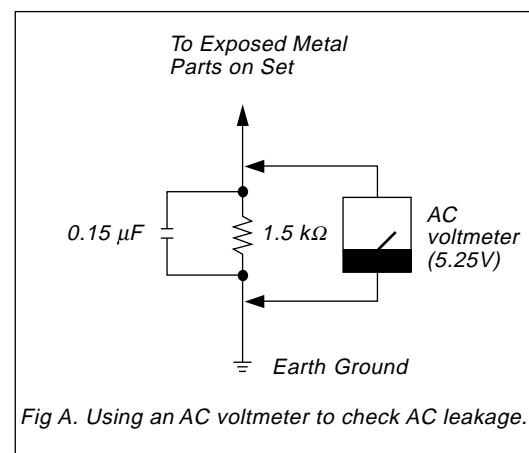 To Exposed Metal
Parts on Set
0.15 µF
1.5 kΩ
AC
voltmeter
(5.25V)
Earth Ground
Fig A. Using an AC voltmeter to check AC leakage.